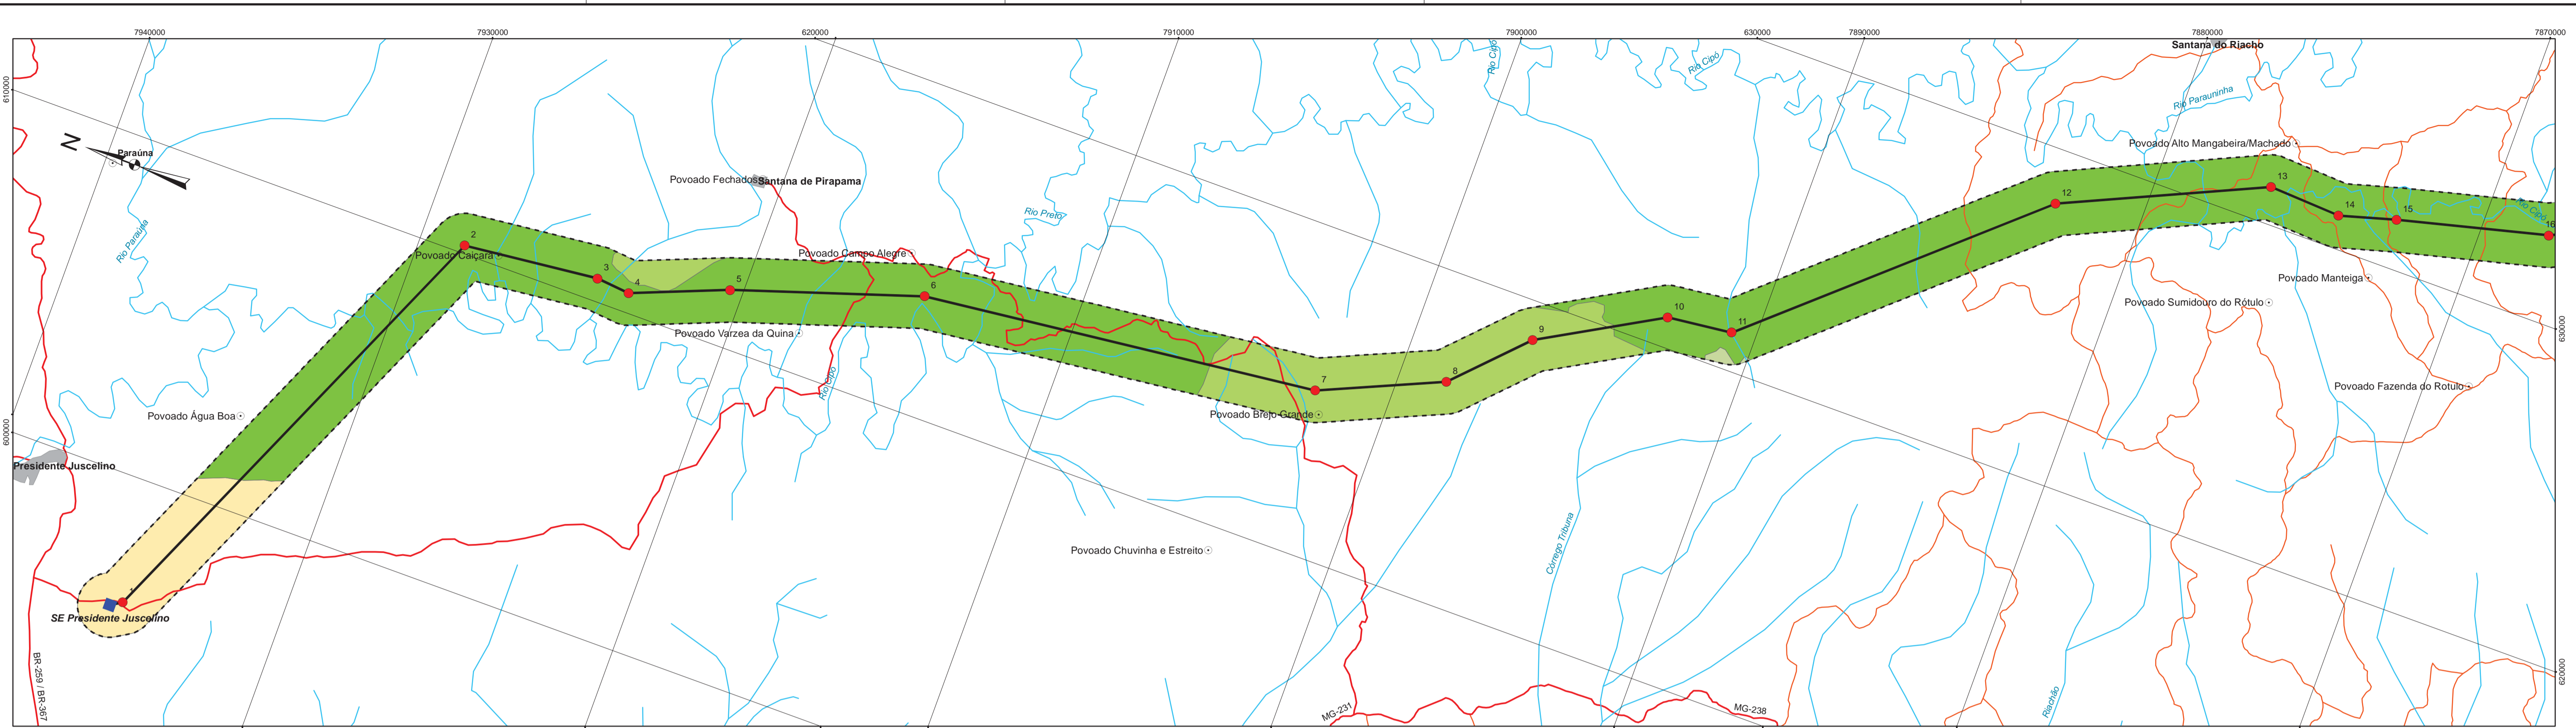 7940000
7930000
620000
7910000
7900000
630000
7890000
7880000
7870000
Santana do Riacho
Rio Cipó
Rio Cipó
610000
Rio Parauninha
N
Paraúna
Povoado Alto Mangabeira/Machado
Povoado Fechados
Santana de Pirapama
13
12
14
15
16
Rio Cipó
Rio Preto
Rio Paraúna
2
Povoado Caiçara
Povoado Campo Alegre
3
4
5
6
Povoado Manteiga
Povoado Sumidouro do Rótulo
10
11
9
630000
Povoado Varzea da Quina
Rio Cipó
7
8
Povoado Fazenda do Rotulo
Povoado Água Boa
Povoado Brejo Grande
600000
Presidente Juscelino
Córrego Tribuna
Povoado Chuvinha e Estreito
1
SE Presidente Juscelino
BR-259 / BR-367
620000
Riachão
MG-231
MG-238